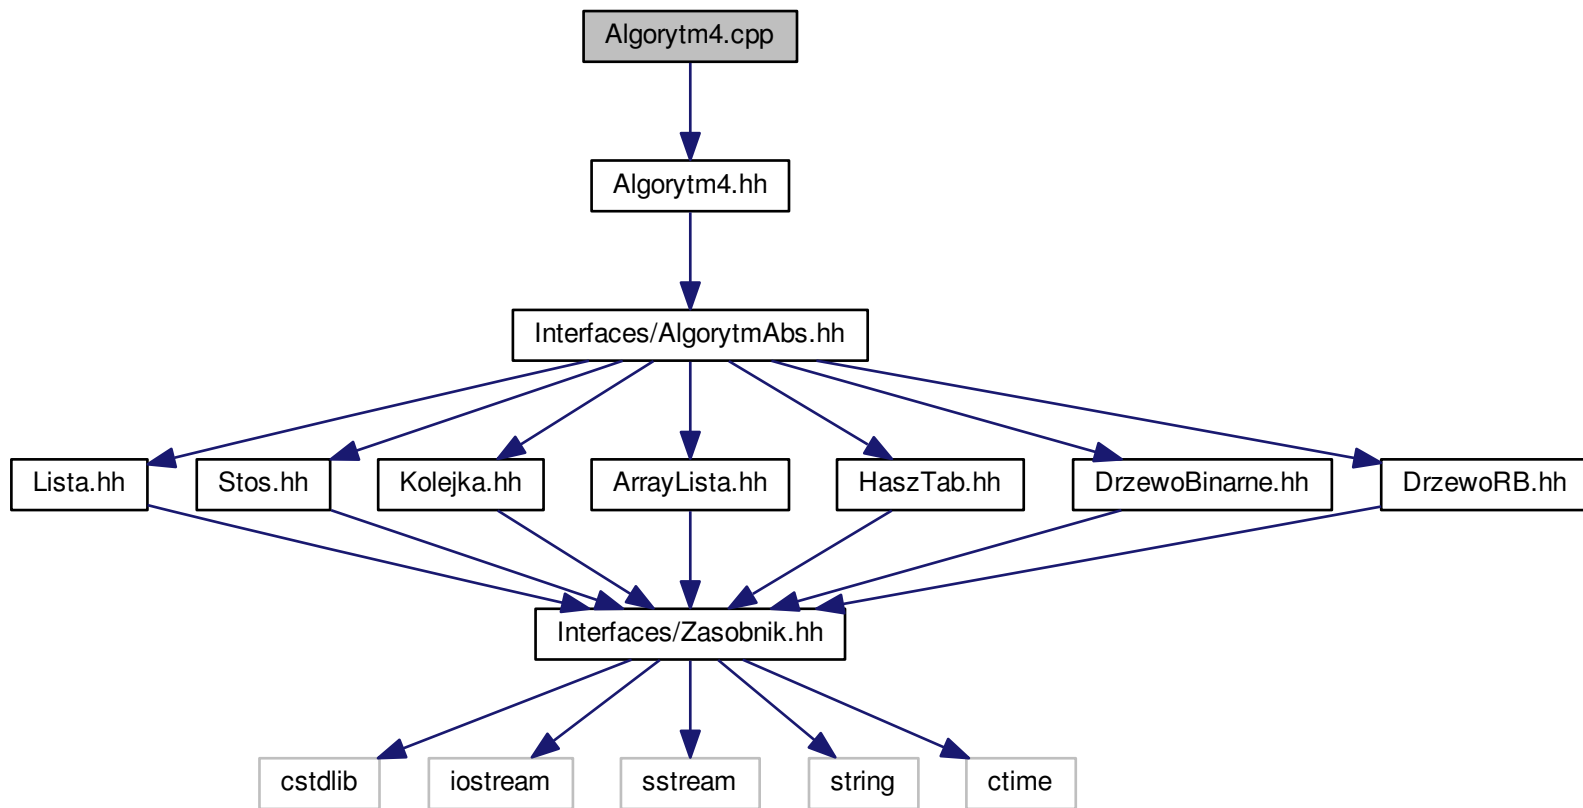 Algorytm4.cpp
Algorytm4.hh
Interfaces/AlgorytmAbs.hh
Lista.hh
Stos.hh
Kolejka.hh
ArrayLista.hh
HaszTab.hh
DrzewoBinarne.hh
DrzewoRB.hh
Interfaces/Zasobnik.hh
cstdlib
iostream
sstream
string
ctime